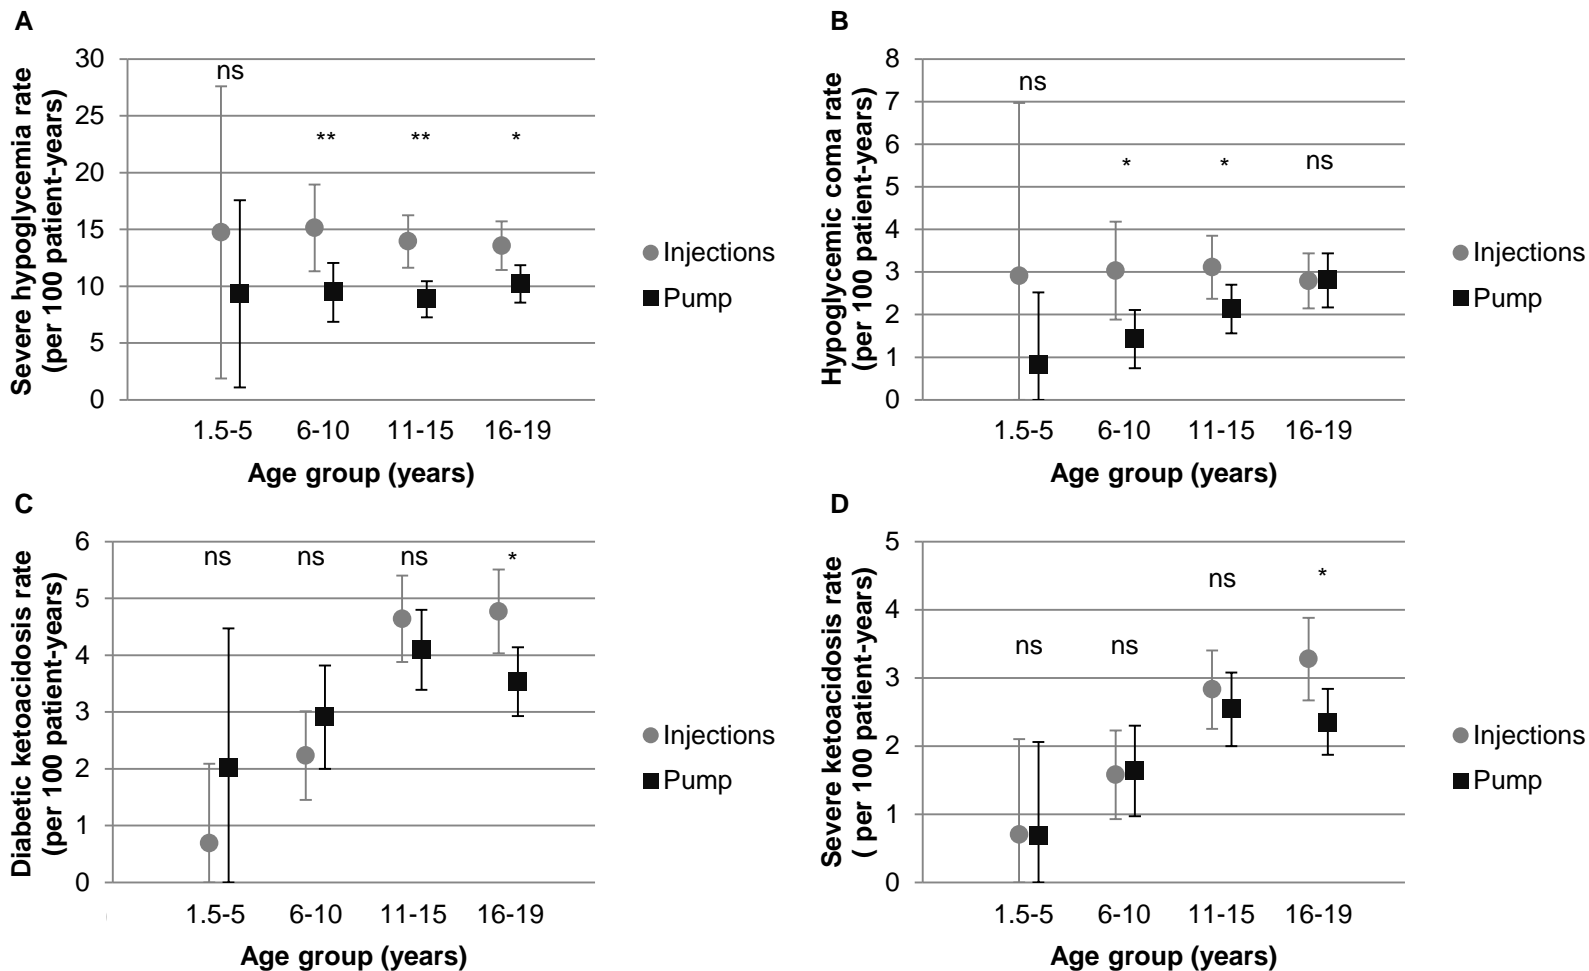 A
Severe hypoglycemia rate
(per 100 patient-years)
30
25
20
15
10
5
0
ns
**
**
*
1.5-5
6-10
11-15
16-19
Age group (years)
Injections
Pump
B
Hypoglycemic coma rate
(per 100 patient-years)
8
7
6
5
4
3
2
1
0
ns
*
*
ns
1.5-5
6-10
11-15
16-19
Age group (years)
Injections
Pump
C
Diabetic ketoacidosis rate
(per 100 patient-years)
6
5
4
3
2
1
0
ns
ns
ns
*
1.5-5
6-10
11-15
16-19
Age group (years)
Injections
Pump
D
Severe ketoacidosis rate
( per 100 patient-years)
5
4
3
2
1
0
ns
ns
ns
*
1.5-5
6-10
11-15
16-19
Age group (years)
Injections
Pump